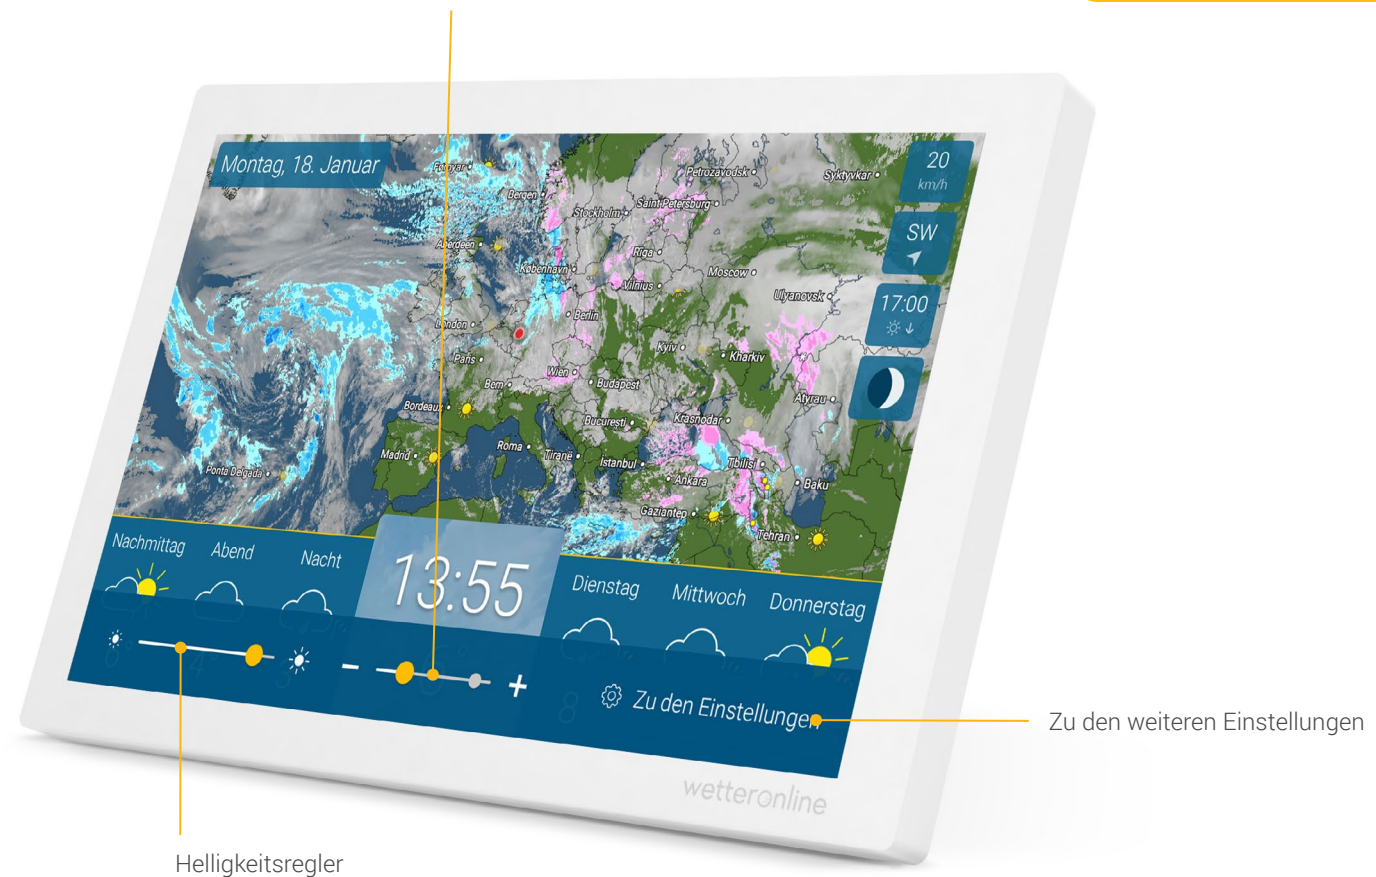 Montag, 18. Januar
20
km/h
SW
17:00
Føroyar
Bergen
Stockholm
Petrozavodsk
Saint Petersburg
Syktyvkar
Aberdeen
København
Riga
Vilnius
Moscow
Ulyanovsk
London
Berlin
Paris
Kyiv
Kharkiv
Bern
Wien
Budapest
Atyrau
Bordeaux
Bucureşti
Krasnodar
Madrid
Roma
Tiranë
İstanbul
Tbilisi
Ponta Delgada
Ankara
Baku
Gaziantep
Tehran
Nachmittag
Abend
Nacht
13:55
Dienstag
Mittwoch
Donnerstag
- +
Zu den Einstellungen
wetteronline
Zu den weiteren Einstellungen
Helligkeitsregler